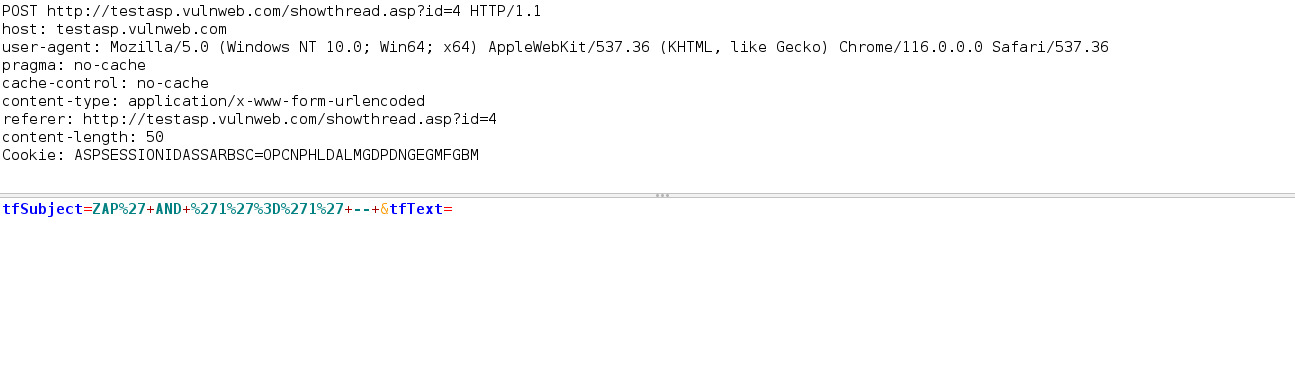 POST http://testasp.vulnweb.com/showthread.asp?id=4 HTTP/1.1
host: testasp.vulnweb.com
user-agent: Mozilla/5.0 (Windows NT 10.0; Win64; x64) AppleWebKit/537.36 (KHTML, like Gecko) Chrome/116.0.0.0 Safari/537.36
pragma: no-cache
cache-control: no-cache
content-type: application/x-www-form-urlencoded
referer: http://testasp.vulnweb.com/showthread.asp?id=4
content-length: 50
Cookie: ASPSESSIONIDASSARBSC=OPCNPHLDALMGDPDNGEGMFGBM
tfSubject=ZAP%27+AND+%271%27%3D%271%27+--+&tfText=